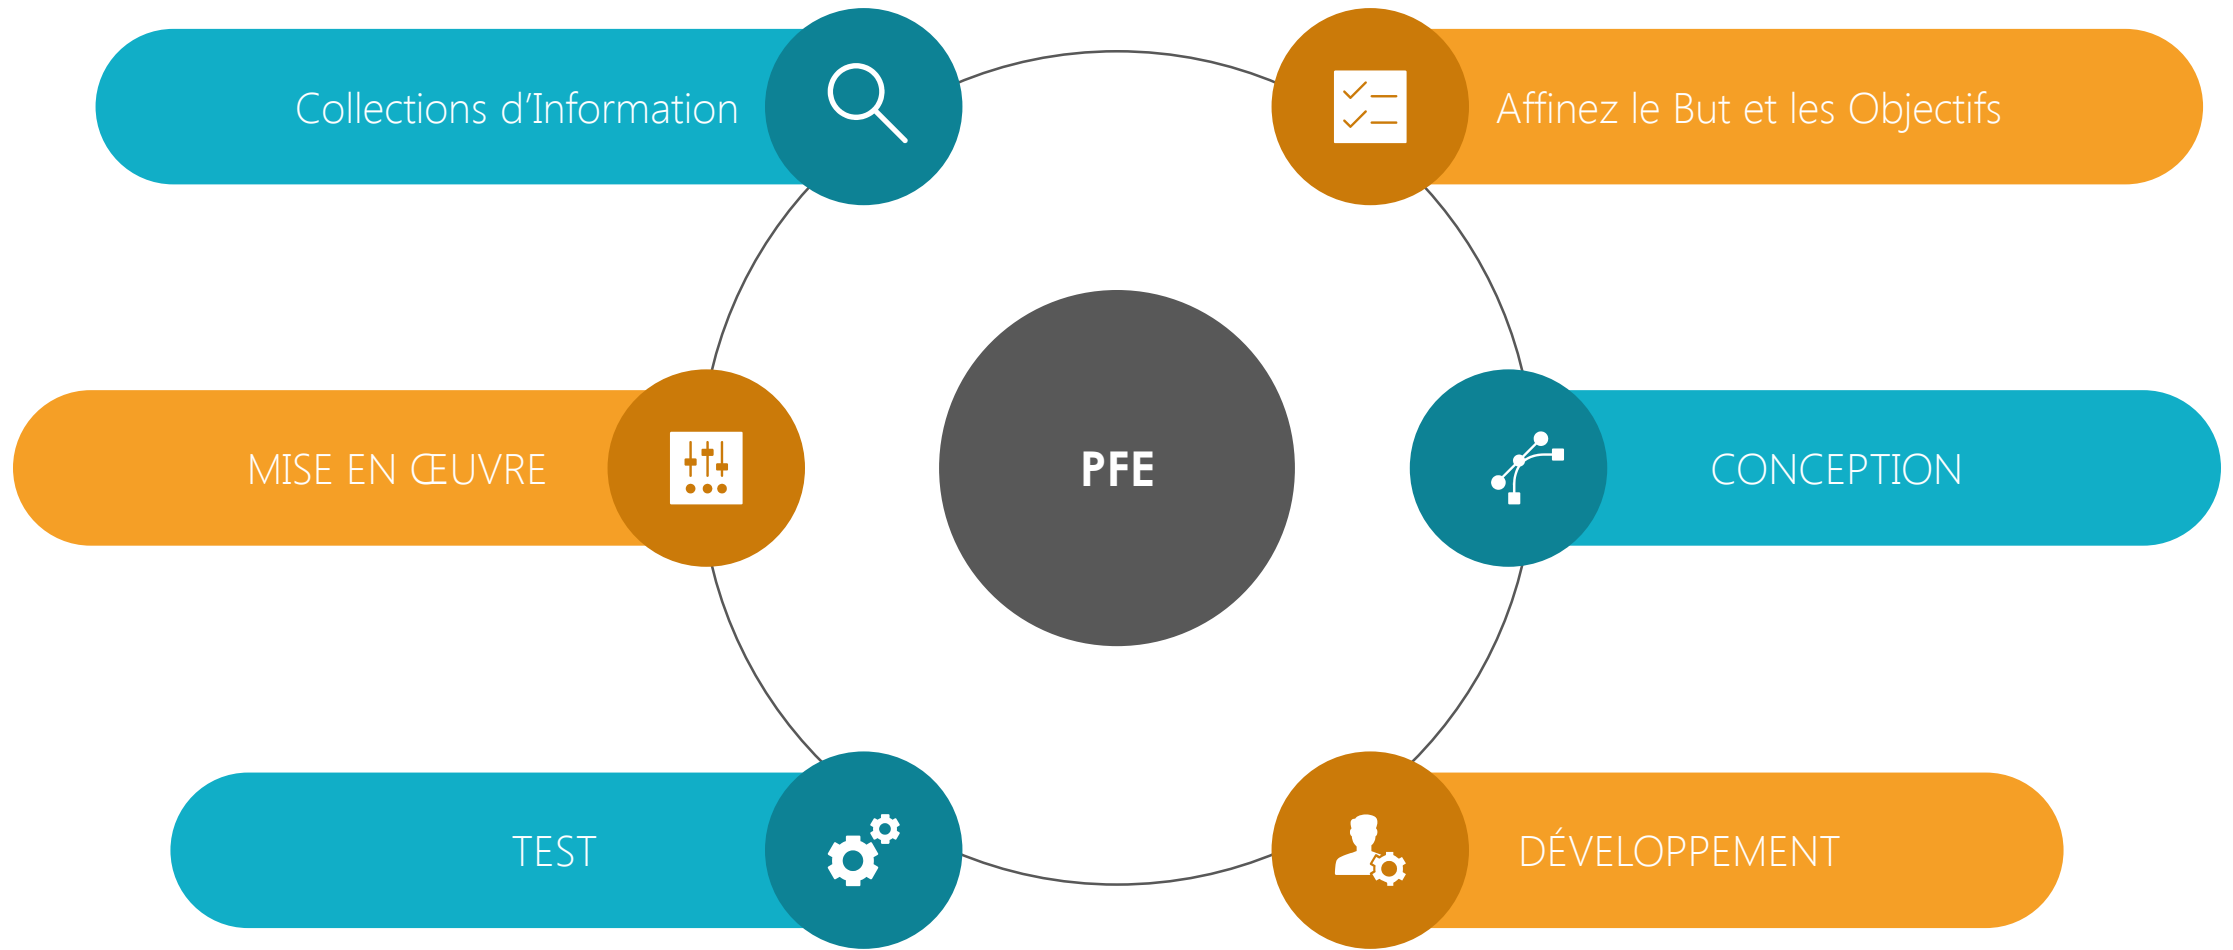 Collections d’Information
Affinez le But et les Objectifs
MISE EN ŒUVRE
PFE
CONCEPTION
TEST
DÉVELOPPEMENT